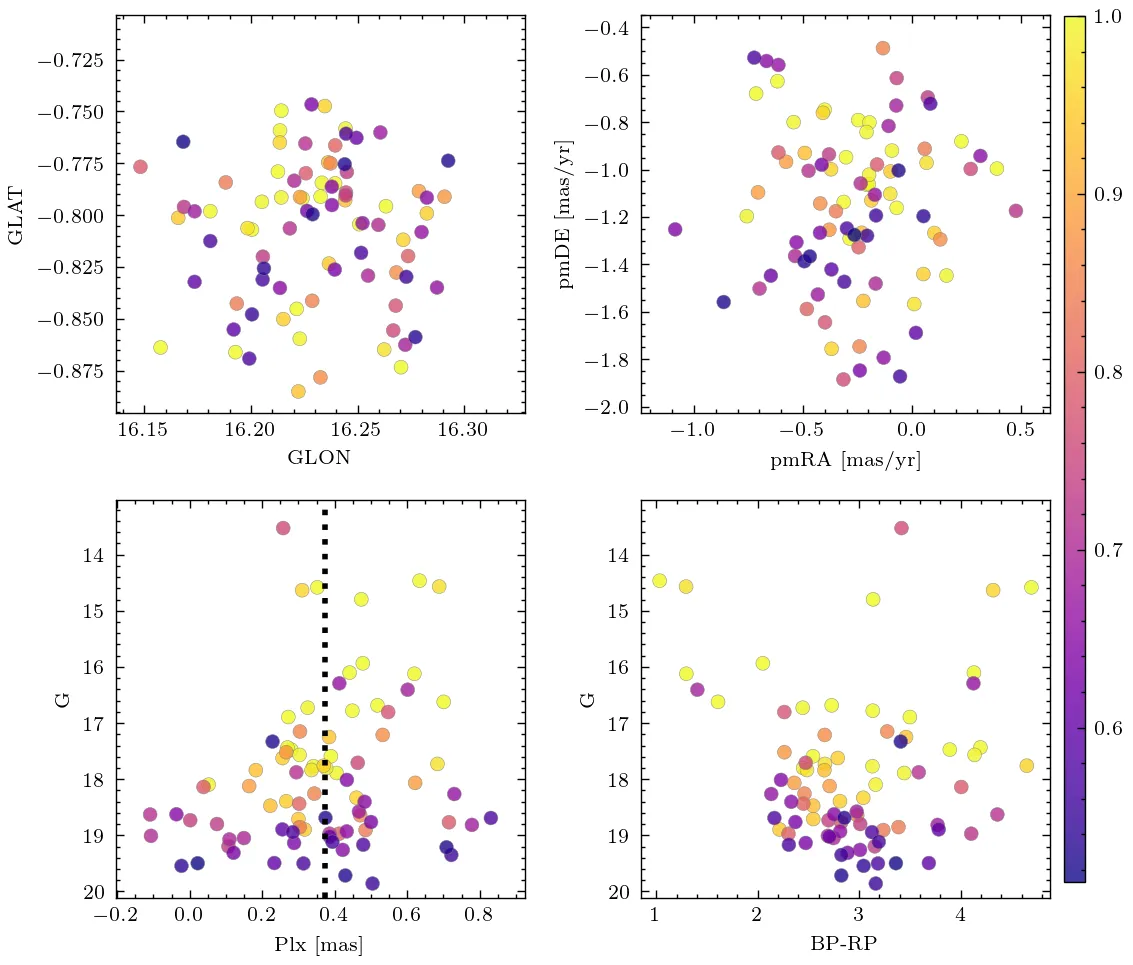 −0.725
−0.750
−0.775
−0.800
−0.825
−0.850
−0.875
GLAT
16.15 16.20 16.25 16.30
GLON
−0.4
−0.6
−0.8
−1.0
−1.2
−1.4
−1.6
−1.8
−2.0
pmDE [mas/yr]
−1.0 −0.5 0.0 0.5
pmRA [mas/yr]
1.0
0.9
0.8
0.7
0.6
14
15
16
17
18
19
20
G
−0.2 0.0 0.2 0.4 0.6 0.8
Plx [mas]
14
15
16
17
18
19
20
G
1 2 3 4
BP-RP